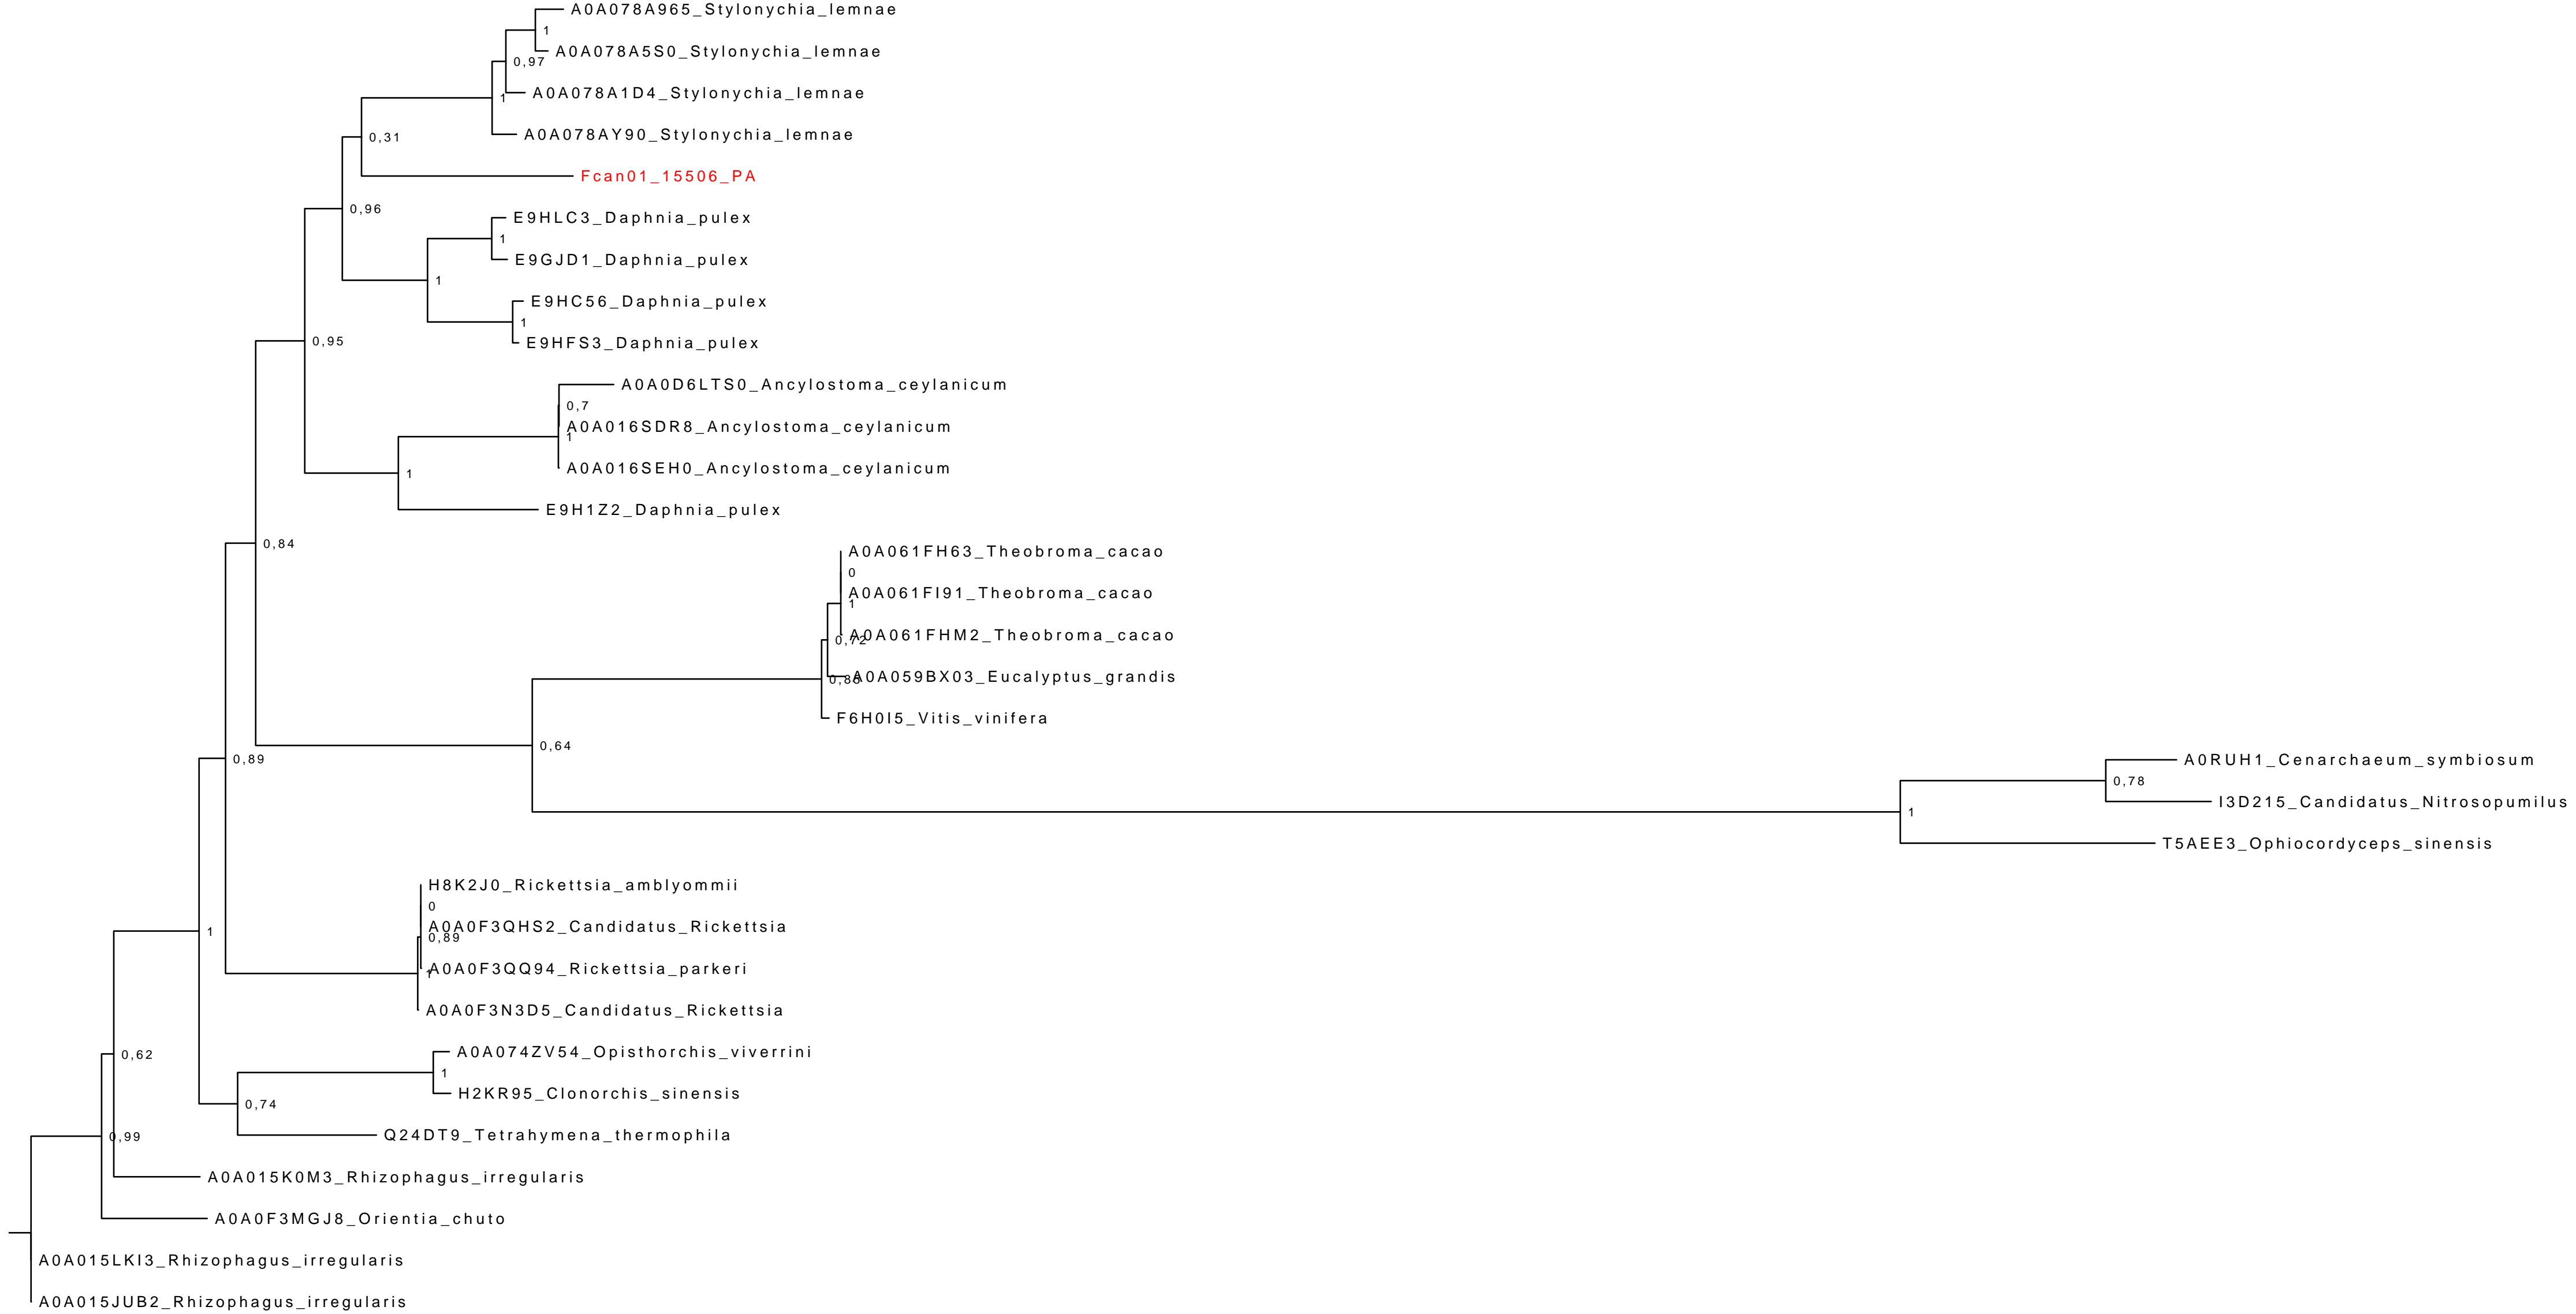 A0A078A965_Stylonychia_lemnae
1
A0A078A5S0_Stylonychia_lemnae
0,97
A0A078A1D4_Stylonychia_lemnae
1
A0A078AY90_Stylonychia_lemnae
0,31
Fcan01_15506_PA
0,96
E9HLC3_Daphnia_pulex
1
E9GJD1_Daphnia_pulex
1
E9HC56_Daphnia_pulex
1
E9HFS3_Daphnia_pulex
0,95
A0A0D6LTS0_Ancylostoma_ceylanicum
0,7
A0A016SDR8_Ancylostoma_ceylanicum
1
A0A016SEH0_Ancylostoma_ceylanicum
1
E9H1Z2_Daphnia_pulex
0,84
A0A061FH63_Theobroma_cacao
0
A0A061FI91_Theobroma_cacao
1
A0A061FHM2_Theobroma_cacao
0,72
A0A059BX03_Eucalyptus_grandis
F6H0I5_Vitis_vinifera
0,64
0,89
A0RUH1_Cenarchaeum_symbiosum
0,78
I3D215_Candidatus_Nitrosopumilus
1
T5AEE3_Ophiocordyceps_sinensis
H8K2J0_Rickettsia_amblyommii
0
A0A0F3QHS2_Candidatus_Rickettsia
1
0,89
A0A0F3QQ94_Rickettsia_parkeri
1
A0A0F3N3D5_Candidatus_Rickettsia
0,62
A0A074ZV54_Opisthorchis_viverrini
1
H2KR95_Clonorchis_sinensis
0,74
Q24DT9_Tetrahymena_thermophila
0,99
A0A015K0M3_Rhizophagus_irregularis
A0A0F3MGJ8_Orientia_chuto
A0A015LKI3_Rhizophagus_irregularis
A0A015JUB2_Rhizophagus_irregularis